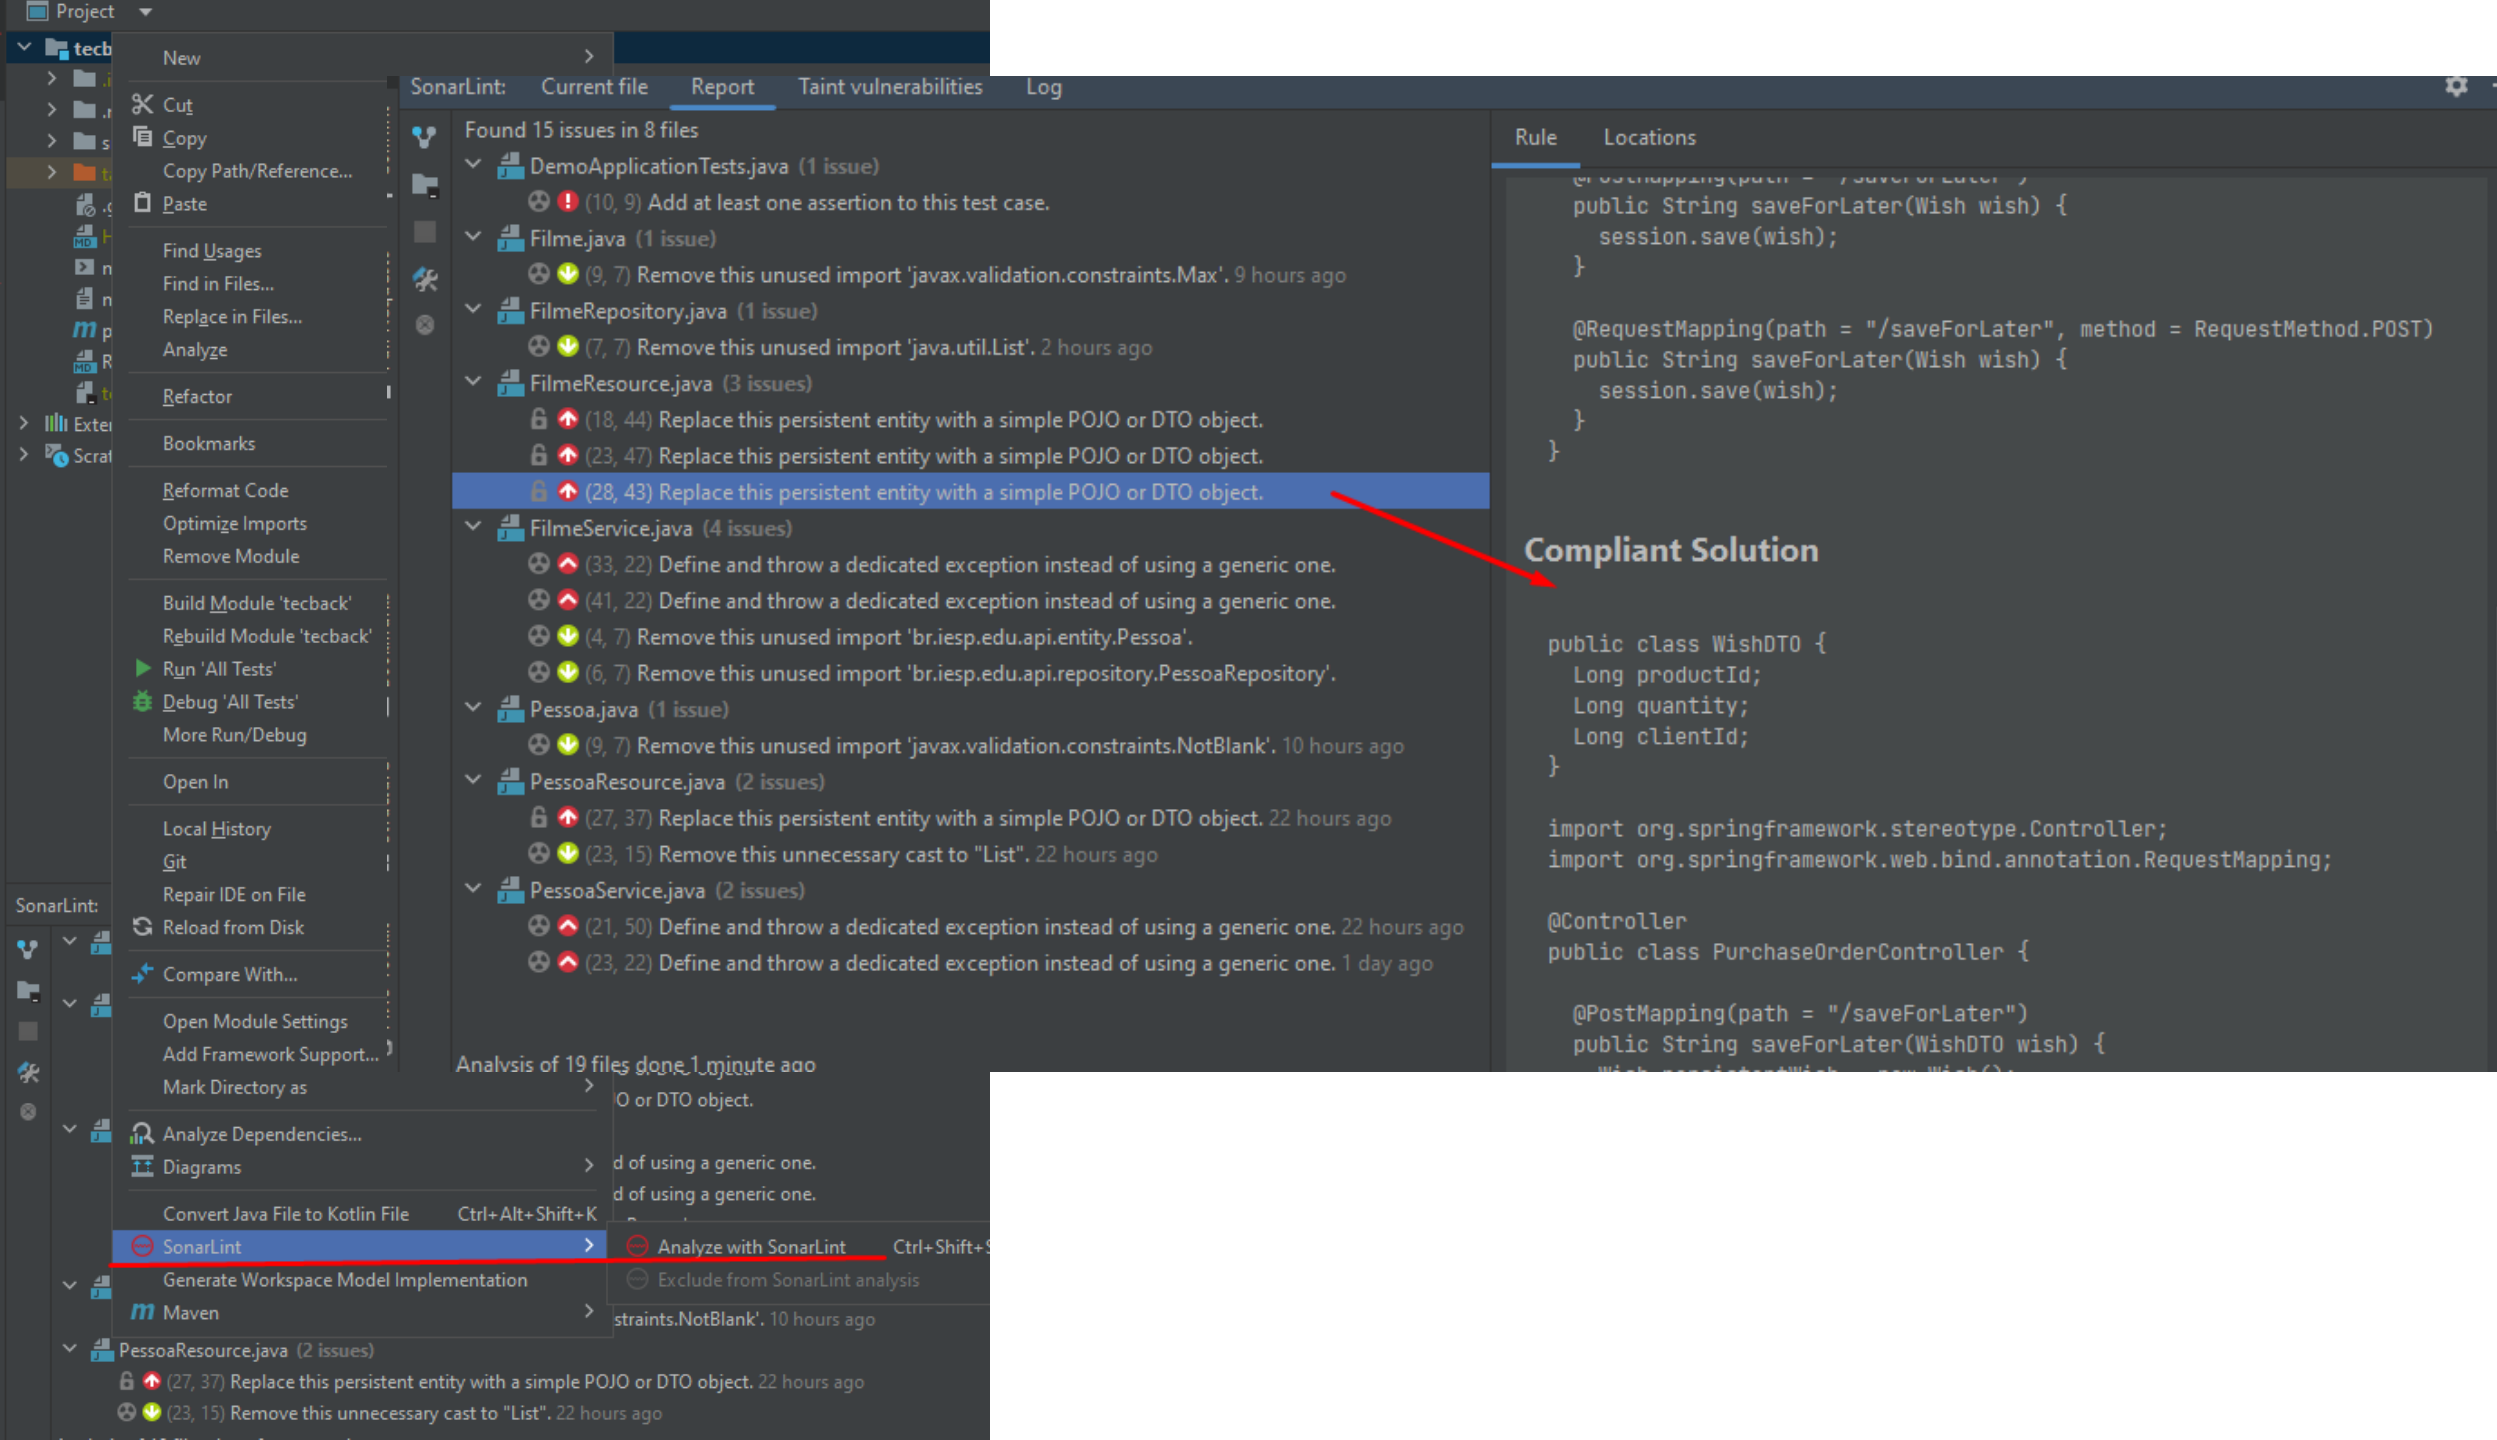 Project
tecb
New
Cut
Copy
Copy Path/Reference...
Paste
Find Usages
Find in Files...
Replace in Files...
Analyze
Refactor
Bookmarks
Reformat Code
Optimize Imports
Remove Module
Build Module 'tecback'
Rebuild Module 'tecback'
Run 'All Tests'
Debug 'All Tests'
More Run/Debug
Open In
Local History
Git
Repair IDE on File
Reload from Disk
Compare With...
Open Module Settings
Add Framework Support...
Mark Directory as
Analyze Dependencies...
Diagrams
Convert Java File to Kotlin File Ctrl+Alt+Shift+K
SonarLint
Generate Workspace Model Implementation
Maven
Analyze with SonarLint Ctrl+Shift+S
Exclude from SonarLint analysis
Exter
Scrat
SonarLint:
SonarLint: Current file Report Taint vulnerabilities Log
Found 15 issues in 8 files
DemoApplicationTests.java (1 issue)
(10, 9) Add at least one assertion to this test case.
Filme.java (1 issue)
(9, 7) Remove this unused import 'javax.validation.constraints.Max'. 9 hours ago
FilmeRepository.java (1 issue)
(7, 7) Remove this unused import 'java.util.List'. 2 hours ago
FilmeResource.java (3 issues)
(18, 44) Replace this persistent entity with a simple POJO or DTO object.
(23, 47) Replace this persistent entity with a simple POJO or DTO object.
(28, 43) Replace this persistent entity with a simple POJO or DTO object.
FilmeService.java (4 issues)
(33, 22) Define and throw a dedicated exception instead of using a generic one.
(41, 22) Define and throw a dedicated exception instead of using a generic one.
(4, 7) Remove this unused import 'br.iesp.edu.api.entity.Pessoa'.
(6, 7) Remove this unused import 'br.iesp.edu.api.repository.PessoaRepository'.
Pessoa.java (1 issue)
(9, 7) Remove this unused import 'javax.validation.constraints.NotBlank'. 10 hours ago
PessoaResource.java (2 issues)
(27, 37) Replace this persistent entity with a simple POJO or DTO object. 22 hours ago
(23, 15) Remove this unnecessary cast to "List". 22 hours ago
PessoaService.java (2 issues)
(21, 50) Define and throw a dedicated exception instead of using a generic one. 22 hours ago
(23, 22) Define and throw a dedicated exception instead of using a generic one. 1 day ago
Analysis of 19 files done 1 minute ago
Rule Locations
@PostMapping(path = "/saveForLater")
public String saveForLater(Wish wish) {
session.save(wish);
}
@RequestMapping(path = "/saveForLater", method = RequestMethod.POST)
public String saveForLater(Wish wish) {
session.save(wish);
}
}
Compliant Solution
public class WishDTO {
Long productId;
Long quantity;
Long clientId;
}
import org.springframework.stereotype.Controller;
import org.springframework.web.bind.annotation.RequestMapping;
@Controller
public class PurchaseOrderController {
@PostMapping(path = "/saveForLater")
public String saveForLater(WishDTO wish) {
Wish persistentWish = new Wish();
O or DTO object.
d of using a generic one.
d of using a generic one.
straints.NotBlank'. 10 hours ago
PessoaResource.java (2 issues)
(27, 37) Replace this persistent entity with a simple POJO or DTO object. 22 hours ago
(23, 15) Remove this unnecessary cast to "List". 22 hours ago